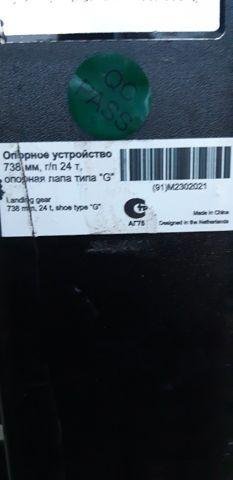 QC
PASS
Опорное устройство
738 мм, г/п 24 т,
опорная лапа типа "G"
(91)M2302021
Landing gear
738 mm, 24 t, shoe type "G"
АГ75
Made in China
Designed in the Netherlands